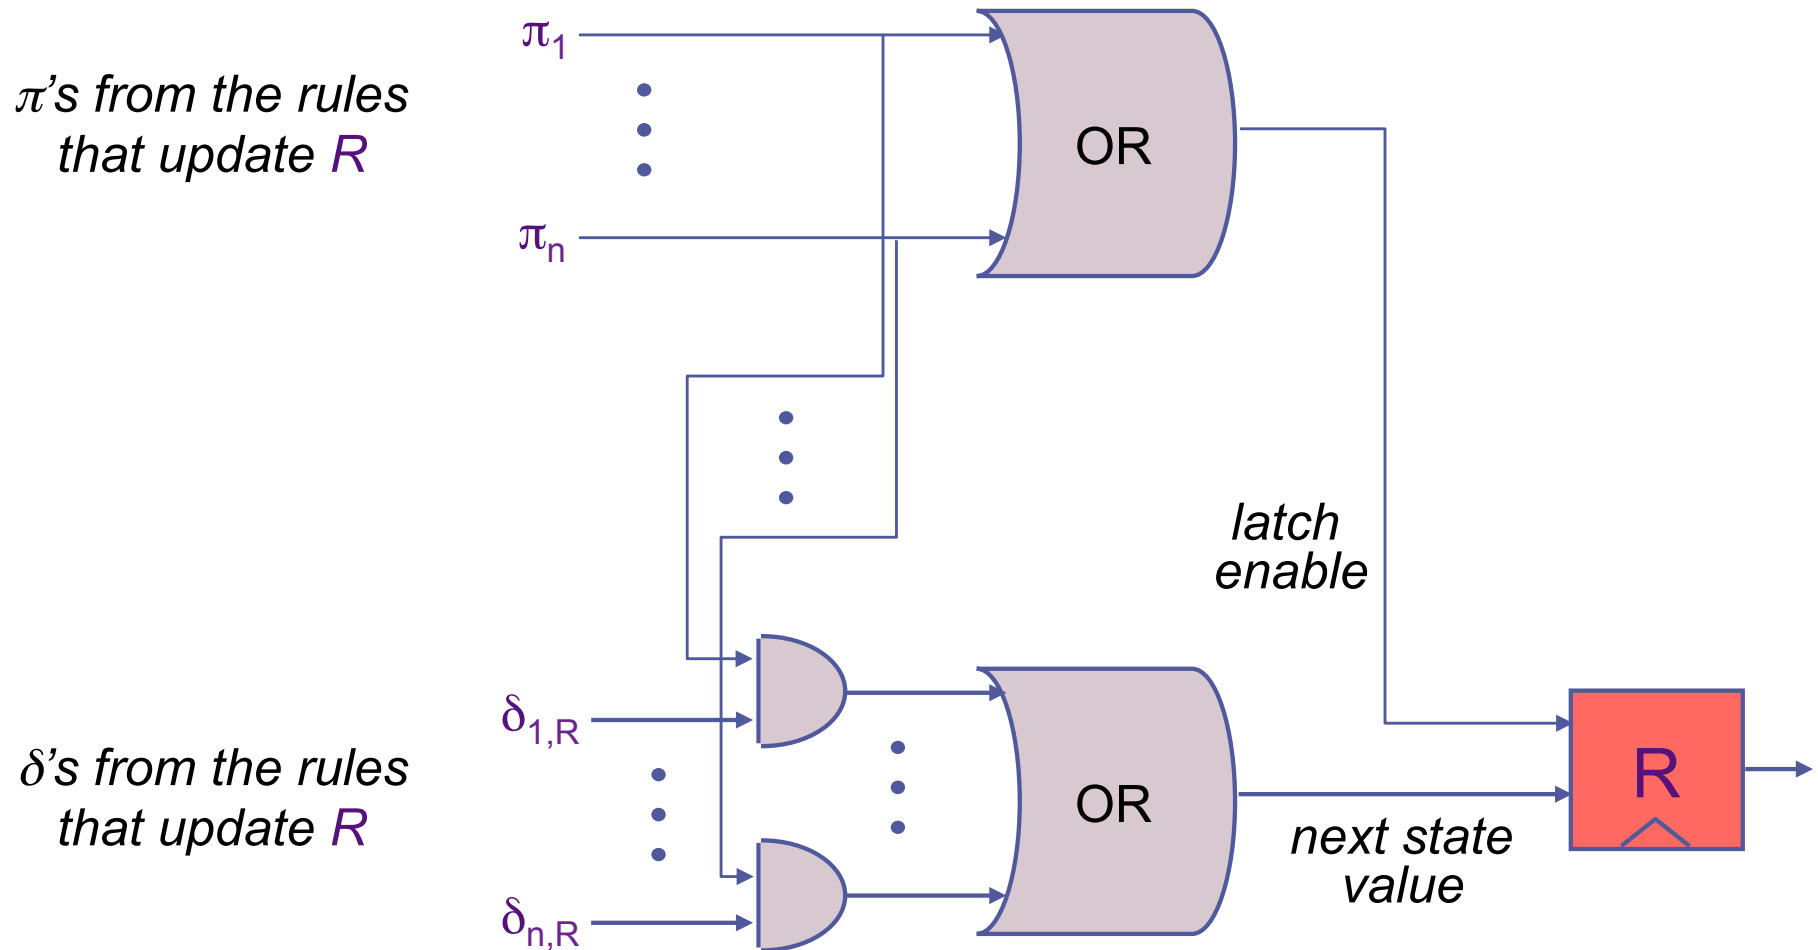 π₁
π's from the rules
that update R
OR
πₙ
latch
enable
δ₁,R
R
δ's from the rules
that update R
OR
next state
value
δₙ,R